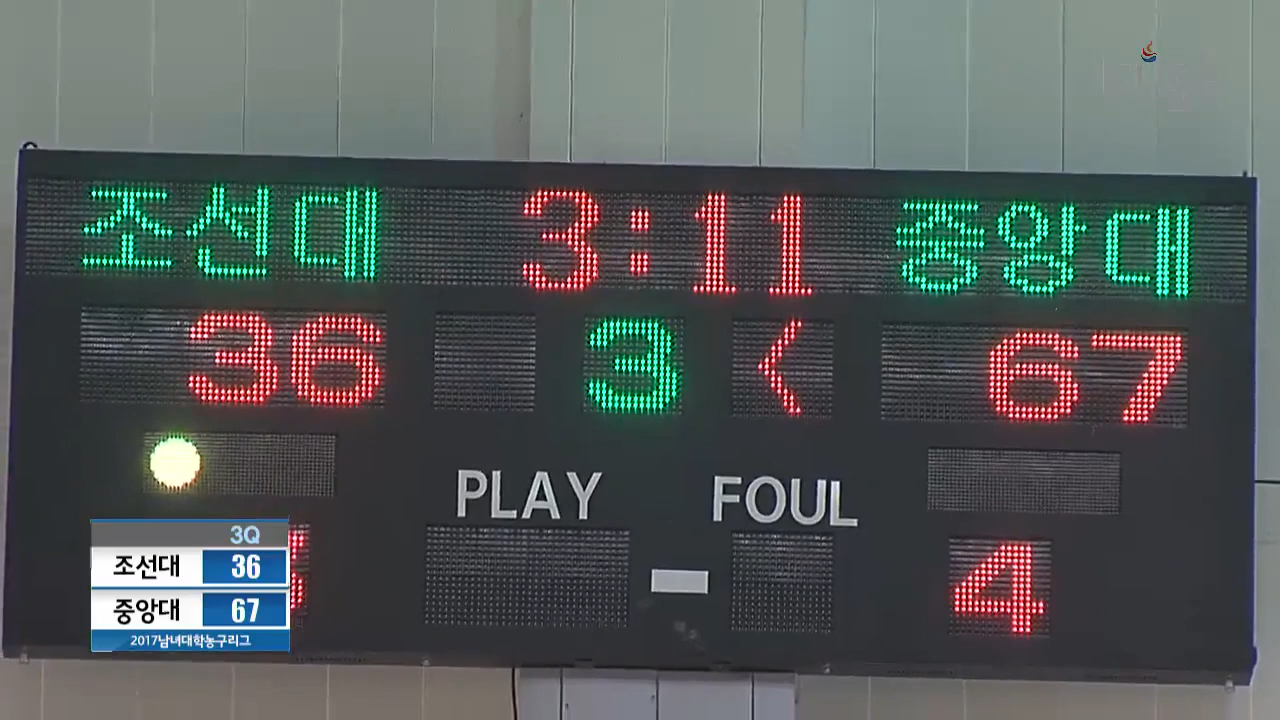 조선대 3:11 중앙대
36 3 < 67
PLAY FOUL
4
3Q
조선대 36
중앙대 67
2017남녀대학농구리그